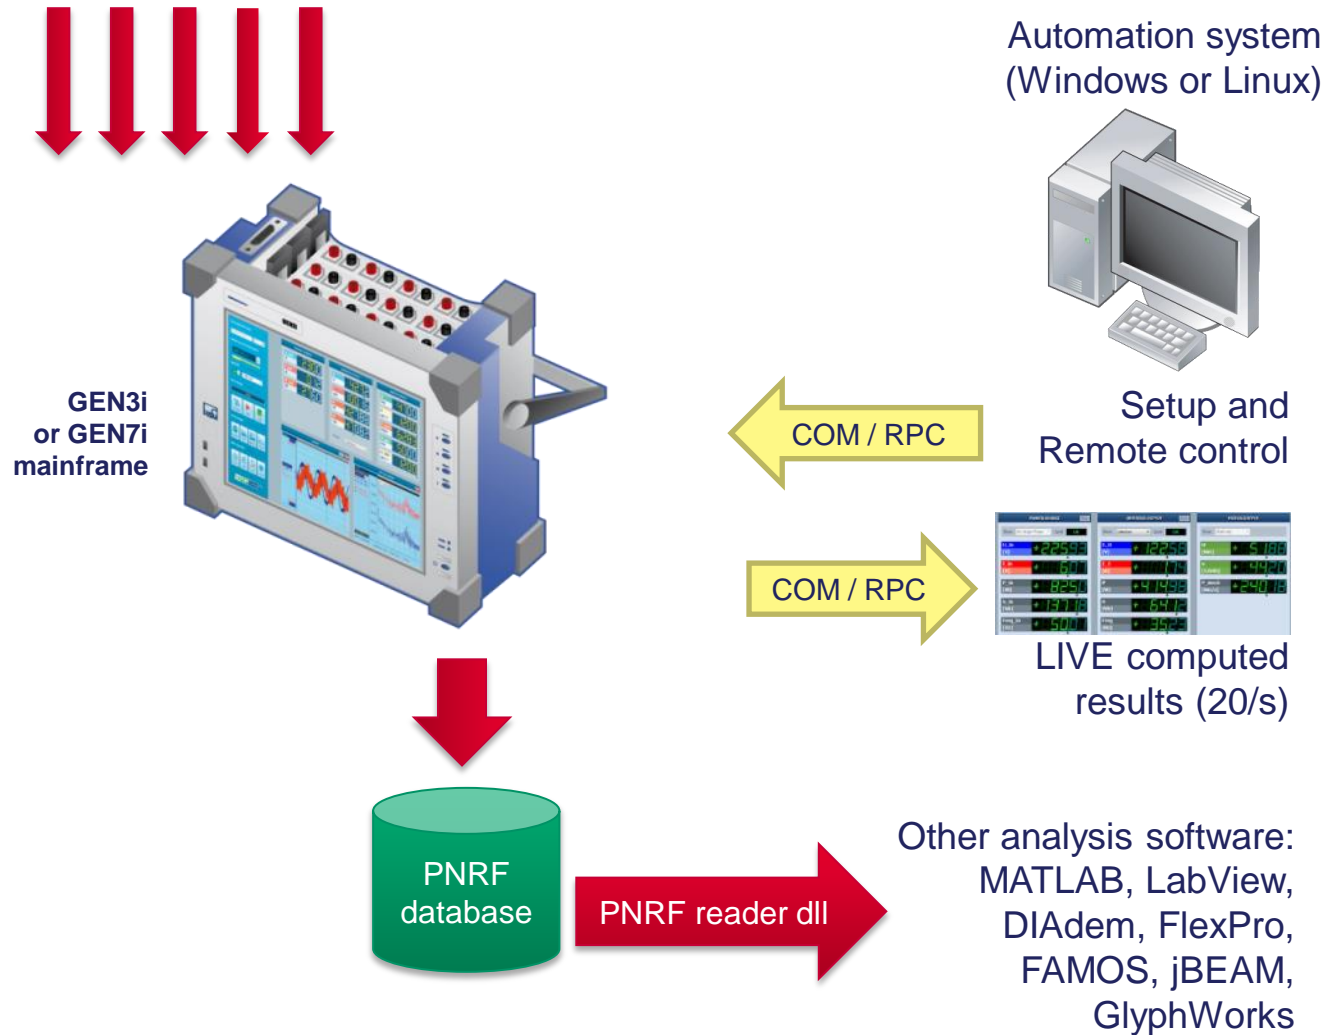 Automation system
(Windows or Linux)
GEN3i
or GEN7i
mainframe
COM / RPC
Setup and
Remote control
COM / RPC
LIVE computed
results (20/s)
PNRF
database
PNRF reader dll
Other analysis software:
MATLAB, LabView,
DIAdem, FlexPro,
FAMOS, jBEAM,
GlyphWorks